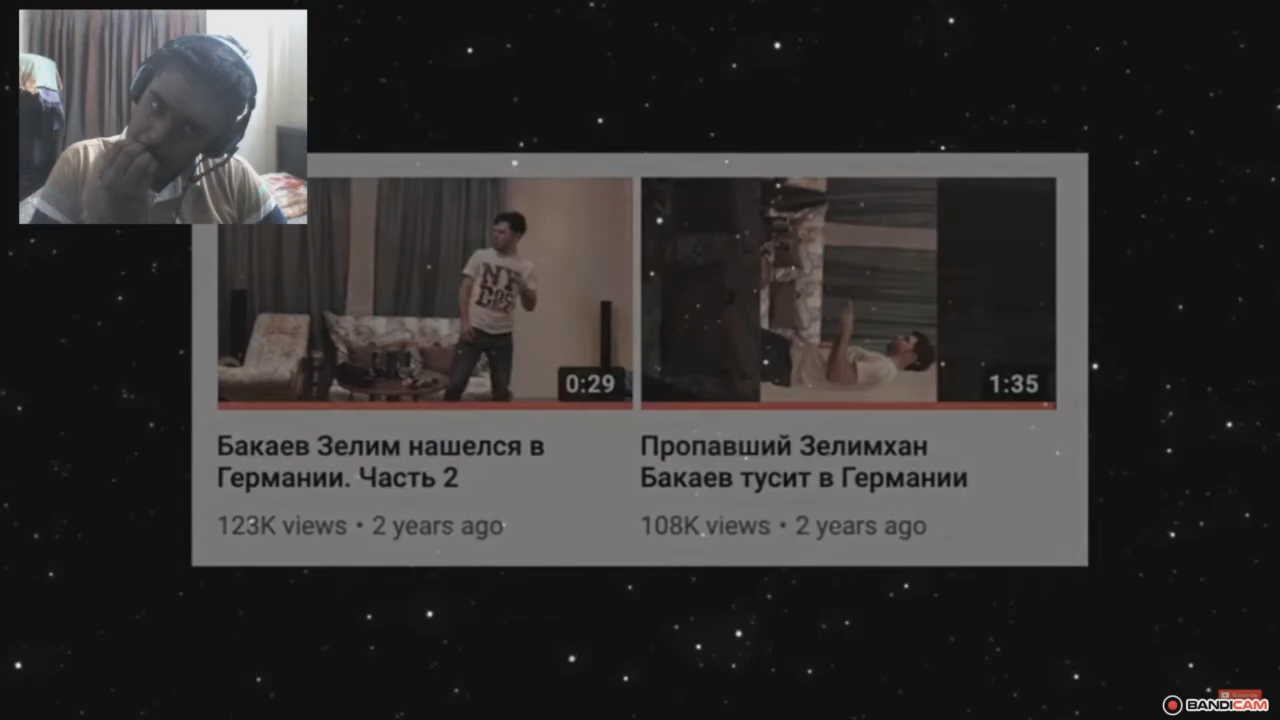 NY
0:29
1:35
Бакаев Зелим нашелся в
Германии. Часть 2
Пропавший Зелимхан
Бакаев тусит в Германии
123K views • 2 years ago
108K views • 2 years ago
BANDICAM